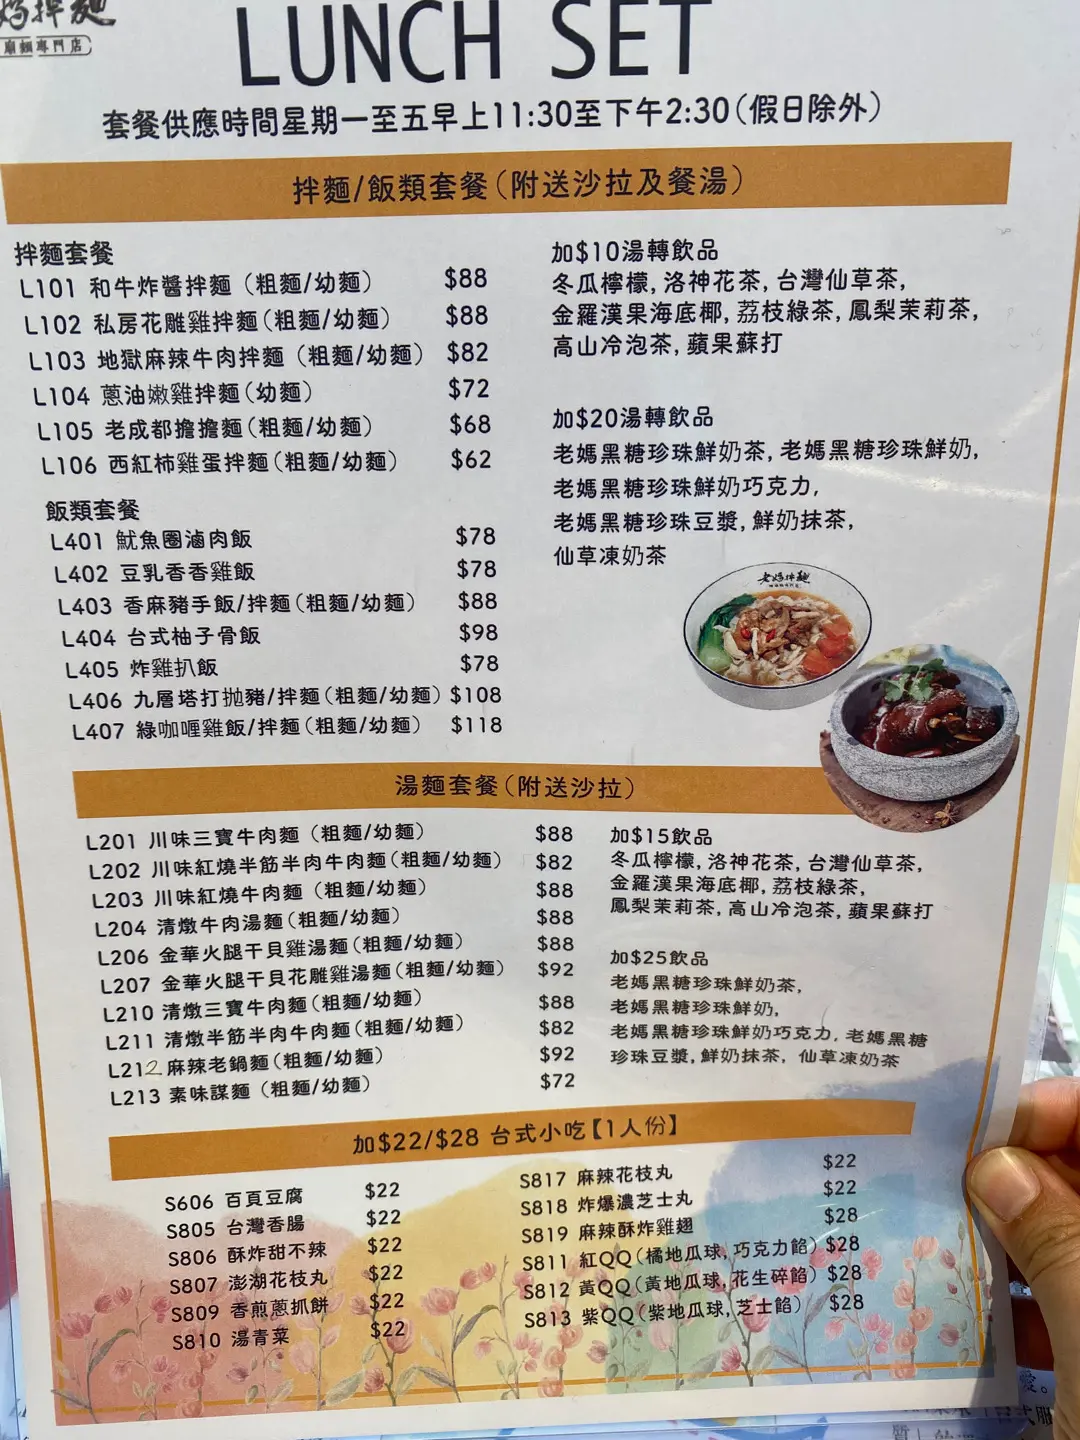 媽拌麵
麵專門店
LUNCH SET
套餐供應時間星期一至五早上11:30至下午2:30(假日除外)
拌麵/飯類套餐(附送沙拉及餐湯)
拌麵套餐
L101 和牛炸醬拌麵 (粗麵/幼麵) $88
L102 私房花雕雞拌麵(粗麵/幼麵) $88
L103 地獄麻辣牛肉拌麵 (粗麵/幼麵) $82
L104 蔥油嫩雞拌麵(幼麵) $72
L105 老成都擔擔麵(粗麵/幼麵) $68
L106 西紅柿雞蛋拌麵(粗麵/幼麵) $62
飯類套餐
L401 魷魚圈滷肉飯 $78
L402 豆乳香香雞飯 $78
L403 香麻豬手飯/拌麵(粗麵/幼麵) $88
L404 台式柚子骨飯 $98
L405 炸雞扒飯 $78
L406 九層塔打拋豬/拌麵(粗麵/幼麵) $108
L407 綠咖喱雞飯/拌麵(粗麵/幼麵) $118
加$10湯轉飲品
冬瓜檸檬, 洛神花茶, 台灣仙草茶,
金羅漢果海底椰, 荔枝綠茶, 鳳梨茉莉茶,
高山冷泡茶, 蘋果蘇打
加$20湯轉飲品
老媽黑糖珍珠鮮奶茶, 老媽黑糖珍珠鮮奶,
老媽黑糖珍珠鮮奶巧克力,
老媽黑糖珍珠豆漿, 鮮奶抹茶,
仙草凍奶茶
老媽拌麵
湯麵套餐(附送沙拉)
L201 川味三寶牛肉麵 (粗麵/幼麵) $88
L202 川味紅燒半筋半肉牛肉麵(粗麵/幼麵) $82
L203 川味紅燒牛肉麵 (粗麵/幼麵) $88
L204 清燉牛肉湯麵(粗麵/幼麵) $88
L206 金華火腿干貝雞湯麵(粗麵/幼麵) $88
L207 金華火腿干貝花雕雞湯麵(粗麵/幼麵) $92
L210 清燉三寶牛肉麵(粗麵/幼麵) $88
L211 清燉半筋半肉牛肉麵(粗麵/幼麵) $82
L212 麻辣老鍋麵(粗麵/幼麵) $92
L213 素味謀麵 (粗麵/幼麵) $72
加$15飲品
冬瓜檸檬, 洛神花茶, 台灣仙草茶,
金羅漢果海底椰, 荔枝綠茶,
鳳梨茉莉茶, 高山冷泡茶, 蘋果蘇打
加$25飲品
老媽黑糖珍珠鮮奶茶,
老媽黑糖珍珠鮮奶,
老媽黑糖珍珠鮮奶巧克力, 老媽黑糖
珍珠豆漿, 鮮奶抹茶, 仙草凍奶茶
加$22/$28 台式小吃【1人份】
S606 百頁豆腐 $22
S805 台灣香腸 $22
S806 酥炸甜不辣 $22
S807 澎湖花枝丸 $22
S809 香煎蔥抓餅 $22
S810 湯青菜 $22
S817 麻辣花枝丸 $22
S818 炸爆濃芝士丸 $22
S819 麻辣酥炸雞翅 $28
S811 紅QQ(橘地瓜球, 巧克力餡) $28
S812 黃QQ(黃地瓜球, 花生碎餡) $28
S813 紫QQ(紫地瓜球, 芝士餡) $28